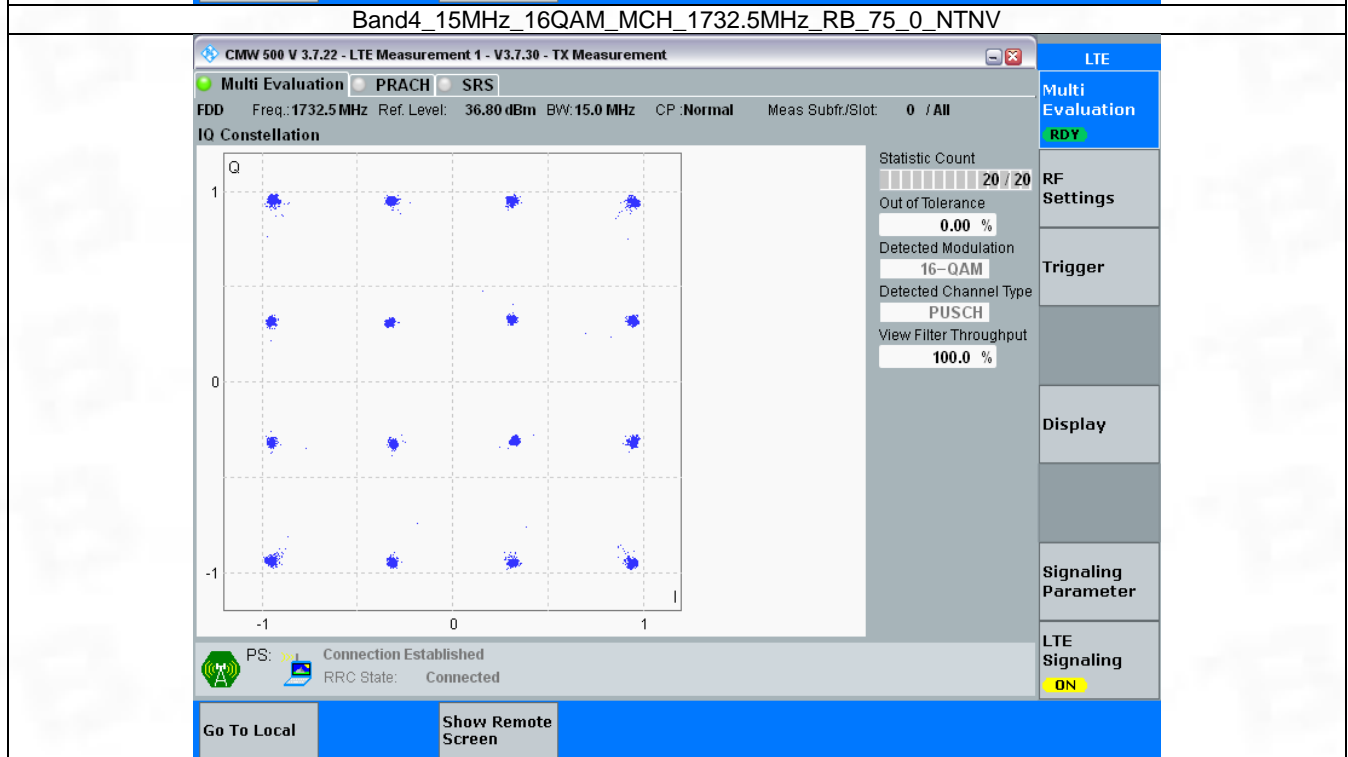 Band4_15MHz_16QAM_MCH_1732.5MHz_RB_75_0_NTNV
CMW 500 V 3.7.22 - LTE Measurement 1 - V3.7.30 - TX Measurement
LTE
Multi Evaluation PRACH SRS
Multi
Evaluation
RDY
FDD Freq.:1732.5 MHz Ref. Level: 36.80 dBm BW:15.0 MHz CP :Normal Meas Subfr./Slot: 0 / All
IQ Constellation
Q
1
0
-1
-1
0
1
I
Statistic Count
20 / 20
Out of Tolerance
0.00 %
Detected Modulation
16-QAM
Detected Channel Type
PUSCH
View Filter Throughput
100.0 %
RF
Settings
Trigger
Display
Signaling
Parameter
LTE
Signaling
ON
PS: Connection Established
RRC State: Connected
Go To Local
Show Remote
Screen